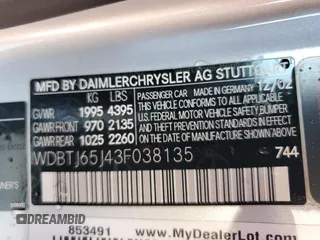 MFD BY DAIMLERCHRYSLER AG STUTTGART
KG LBS PASSENGER CAR MADE IN GERMANY 12/02
GVWR 1995 4395 THIS VEHICLE CONFORMS TO ALL
GAWR FRONT 970 2135 APPLICABLE U.S. FEDERAL MOTOR
VEHICLE SAFETY BUMPER
GAWR REAR 1025 2260 AND THEFT PREVENTION STANDARDS
IN EFFECT ON THE DATE OF
MANUFACTURE SHOWN ABOVE
WDBTJ65J43F038135 744
853491
www.MyDealerLot.com